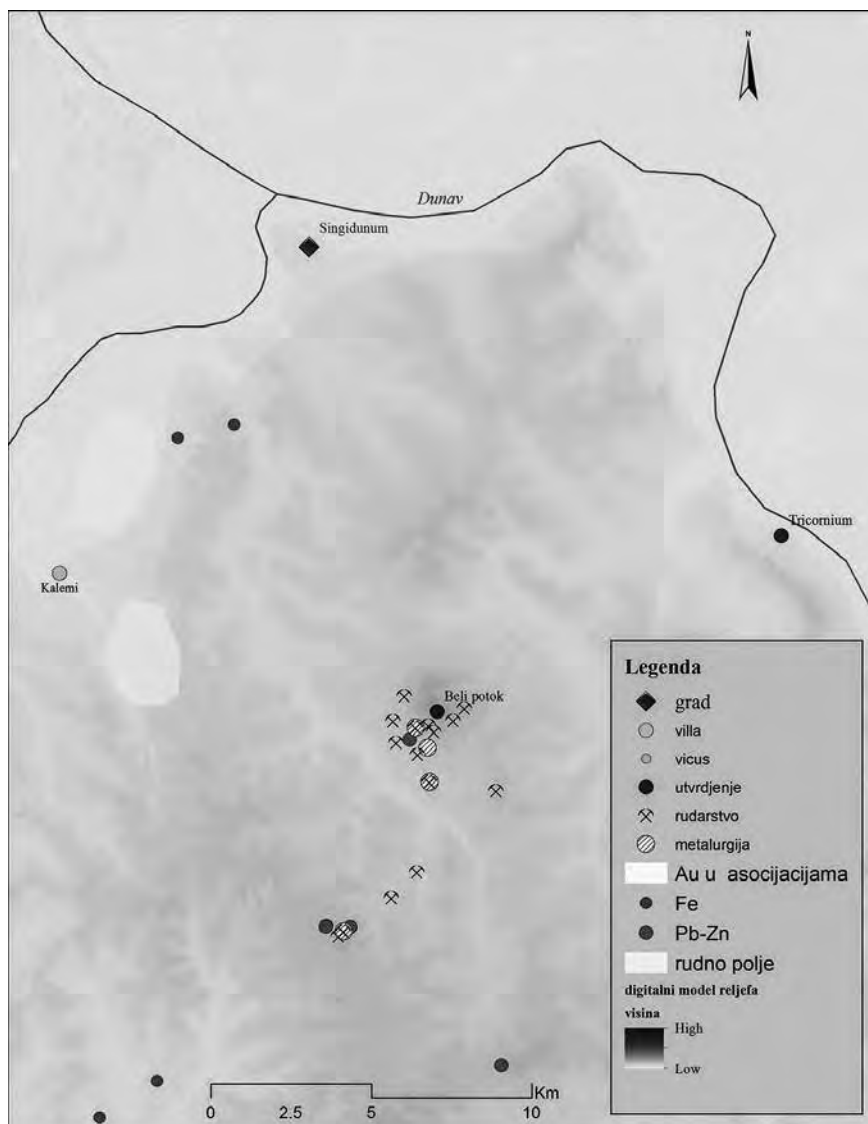 N
Dunav
Singidunum
Tricornium
Kalemi
Beli potok
Legenda
grad
villa
vicus
utvrdjenje
rudarstvo
metalurgija
Au u asocijacijama
Fe
Pb-Zn
rudno polje
digitalni model reljefa
visina
High
Low
Km
0 2.5 5 10